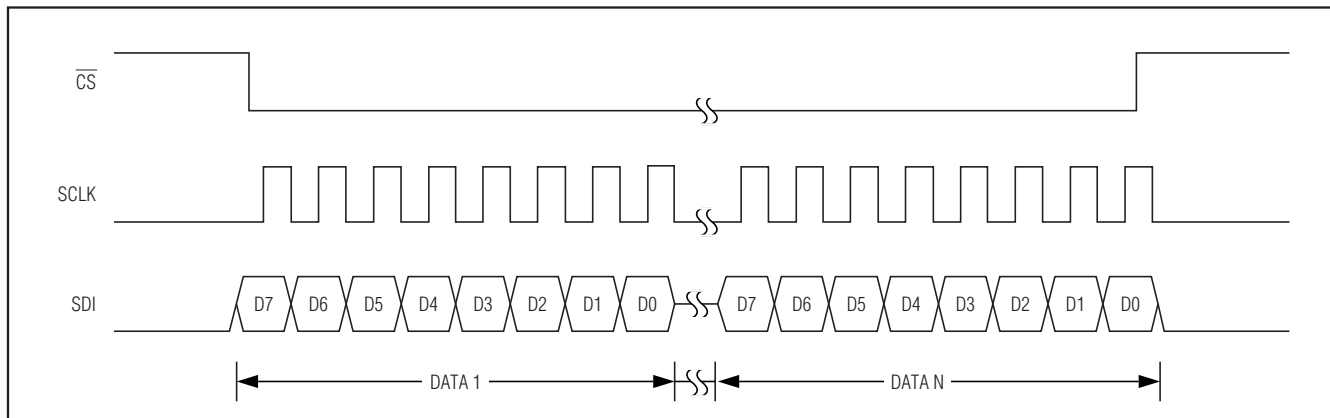 C̅S̅
SCLK
SDI
D7 D6 D5 D4 D3 D2 D1 D0 D7 D6 D5 D4 D3 D2 D1 D0
DATA 1 DATA N